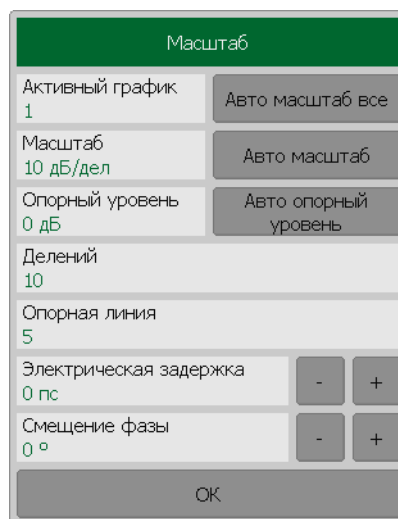 Масштаб
Активный график
1
Авто масштаб все
Масштаб
10 дБ/дел
Авто масштаб
Опорный уровень
0 дБ
Авто опорный
уровень
Делений
10
Опорная линия
5
Электрическая задержка
0 пс
- +
Смещение фазы
0 °
- +
ОК